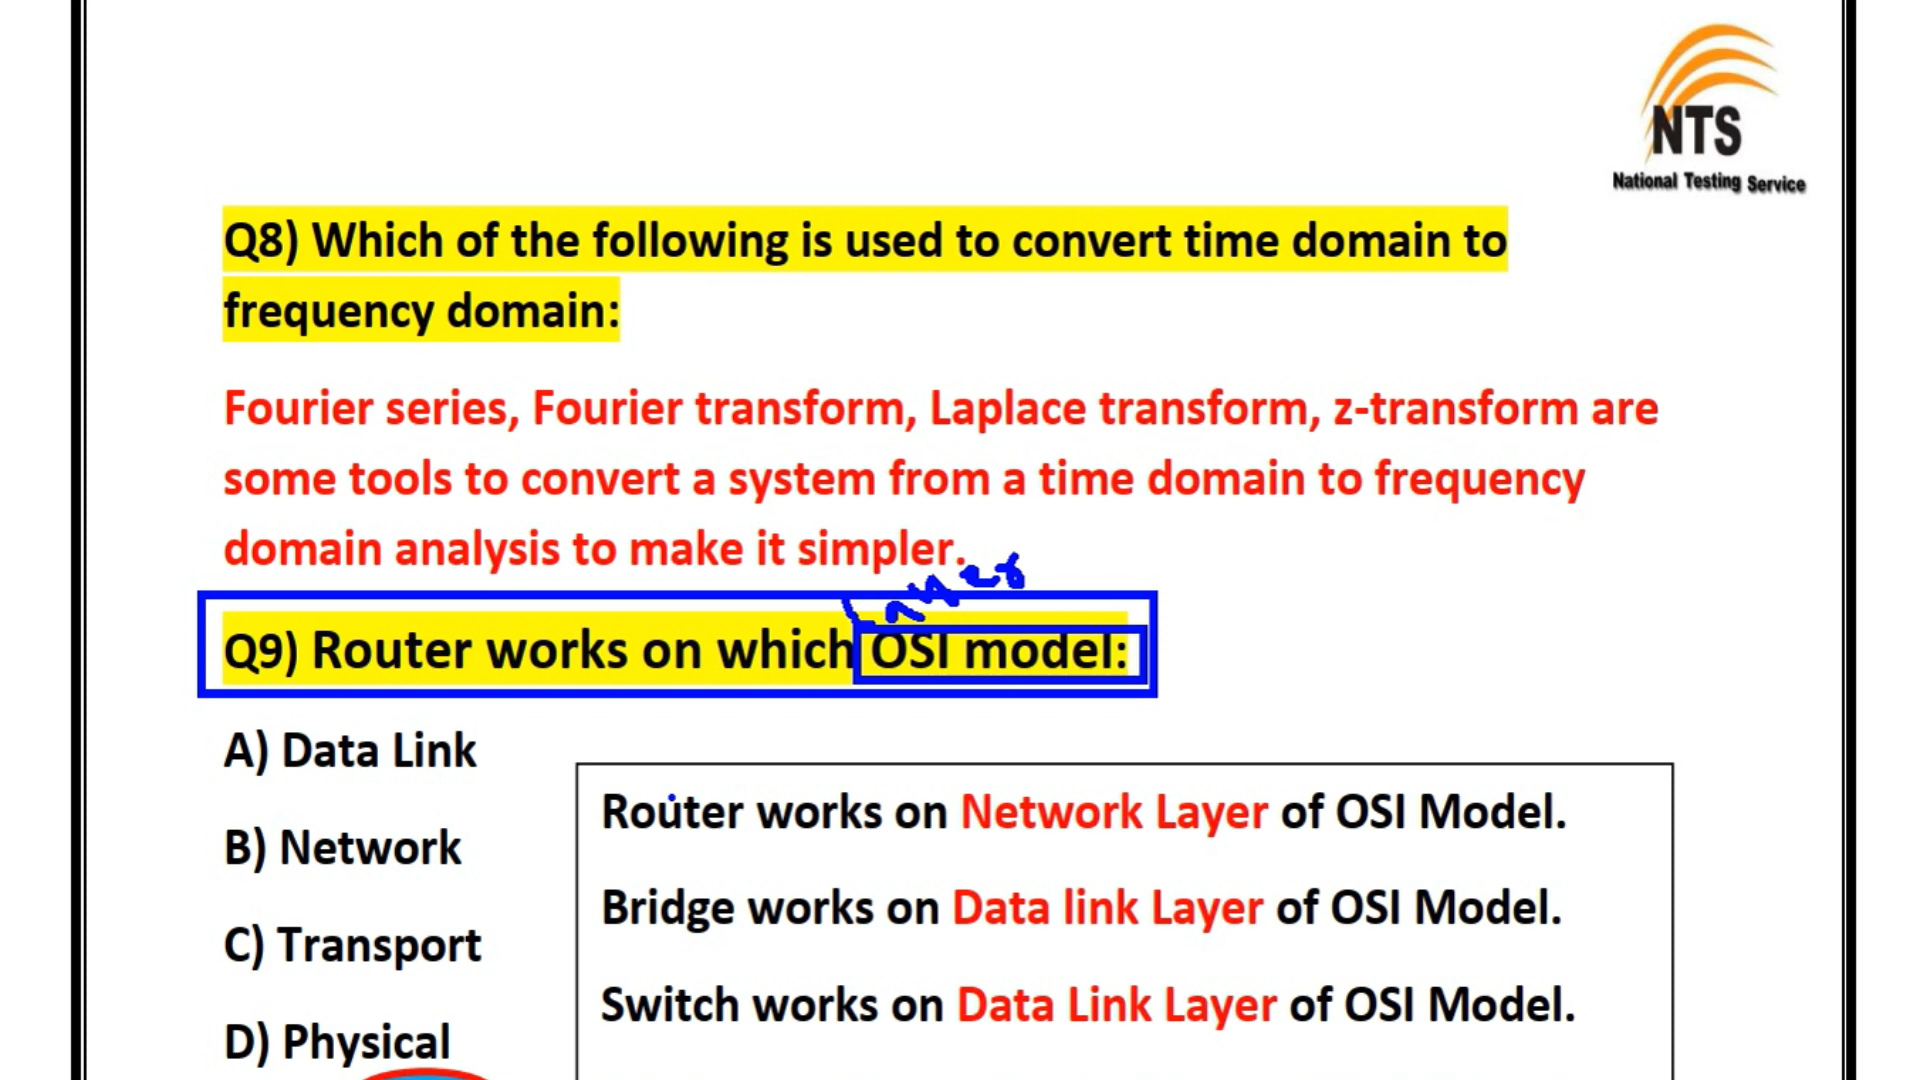 NTS
National Testing Service
Q8) Which of the following is used to convert time domain to
frequency domain:
Fourier series, Fourier transform, Laplace transform, z-transform are
some tools to convert a system from a time domain to frequency
domain analysis to make it simpler.
Layer
Q9) Router works on which OSI model:
A) Data Link
B) Network
C) Transport
D) Physical
Router works on Network Layer of OSI Model.
Bridge works on Data link Layer of OSI Model.
Switch works on Data Link Layer of OSI Model.